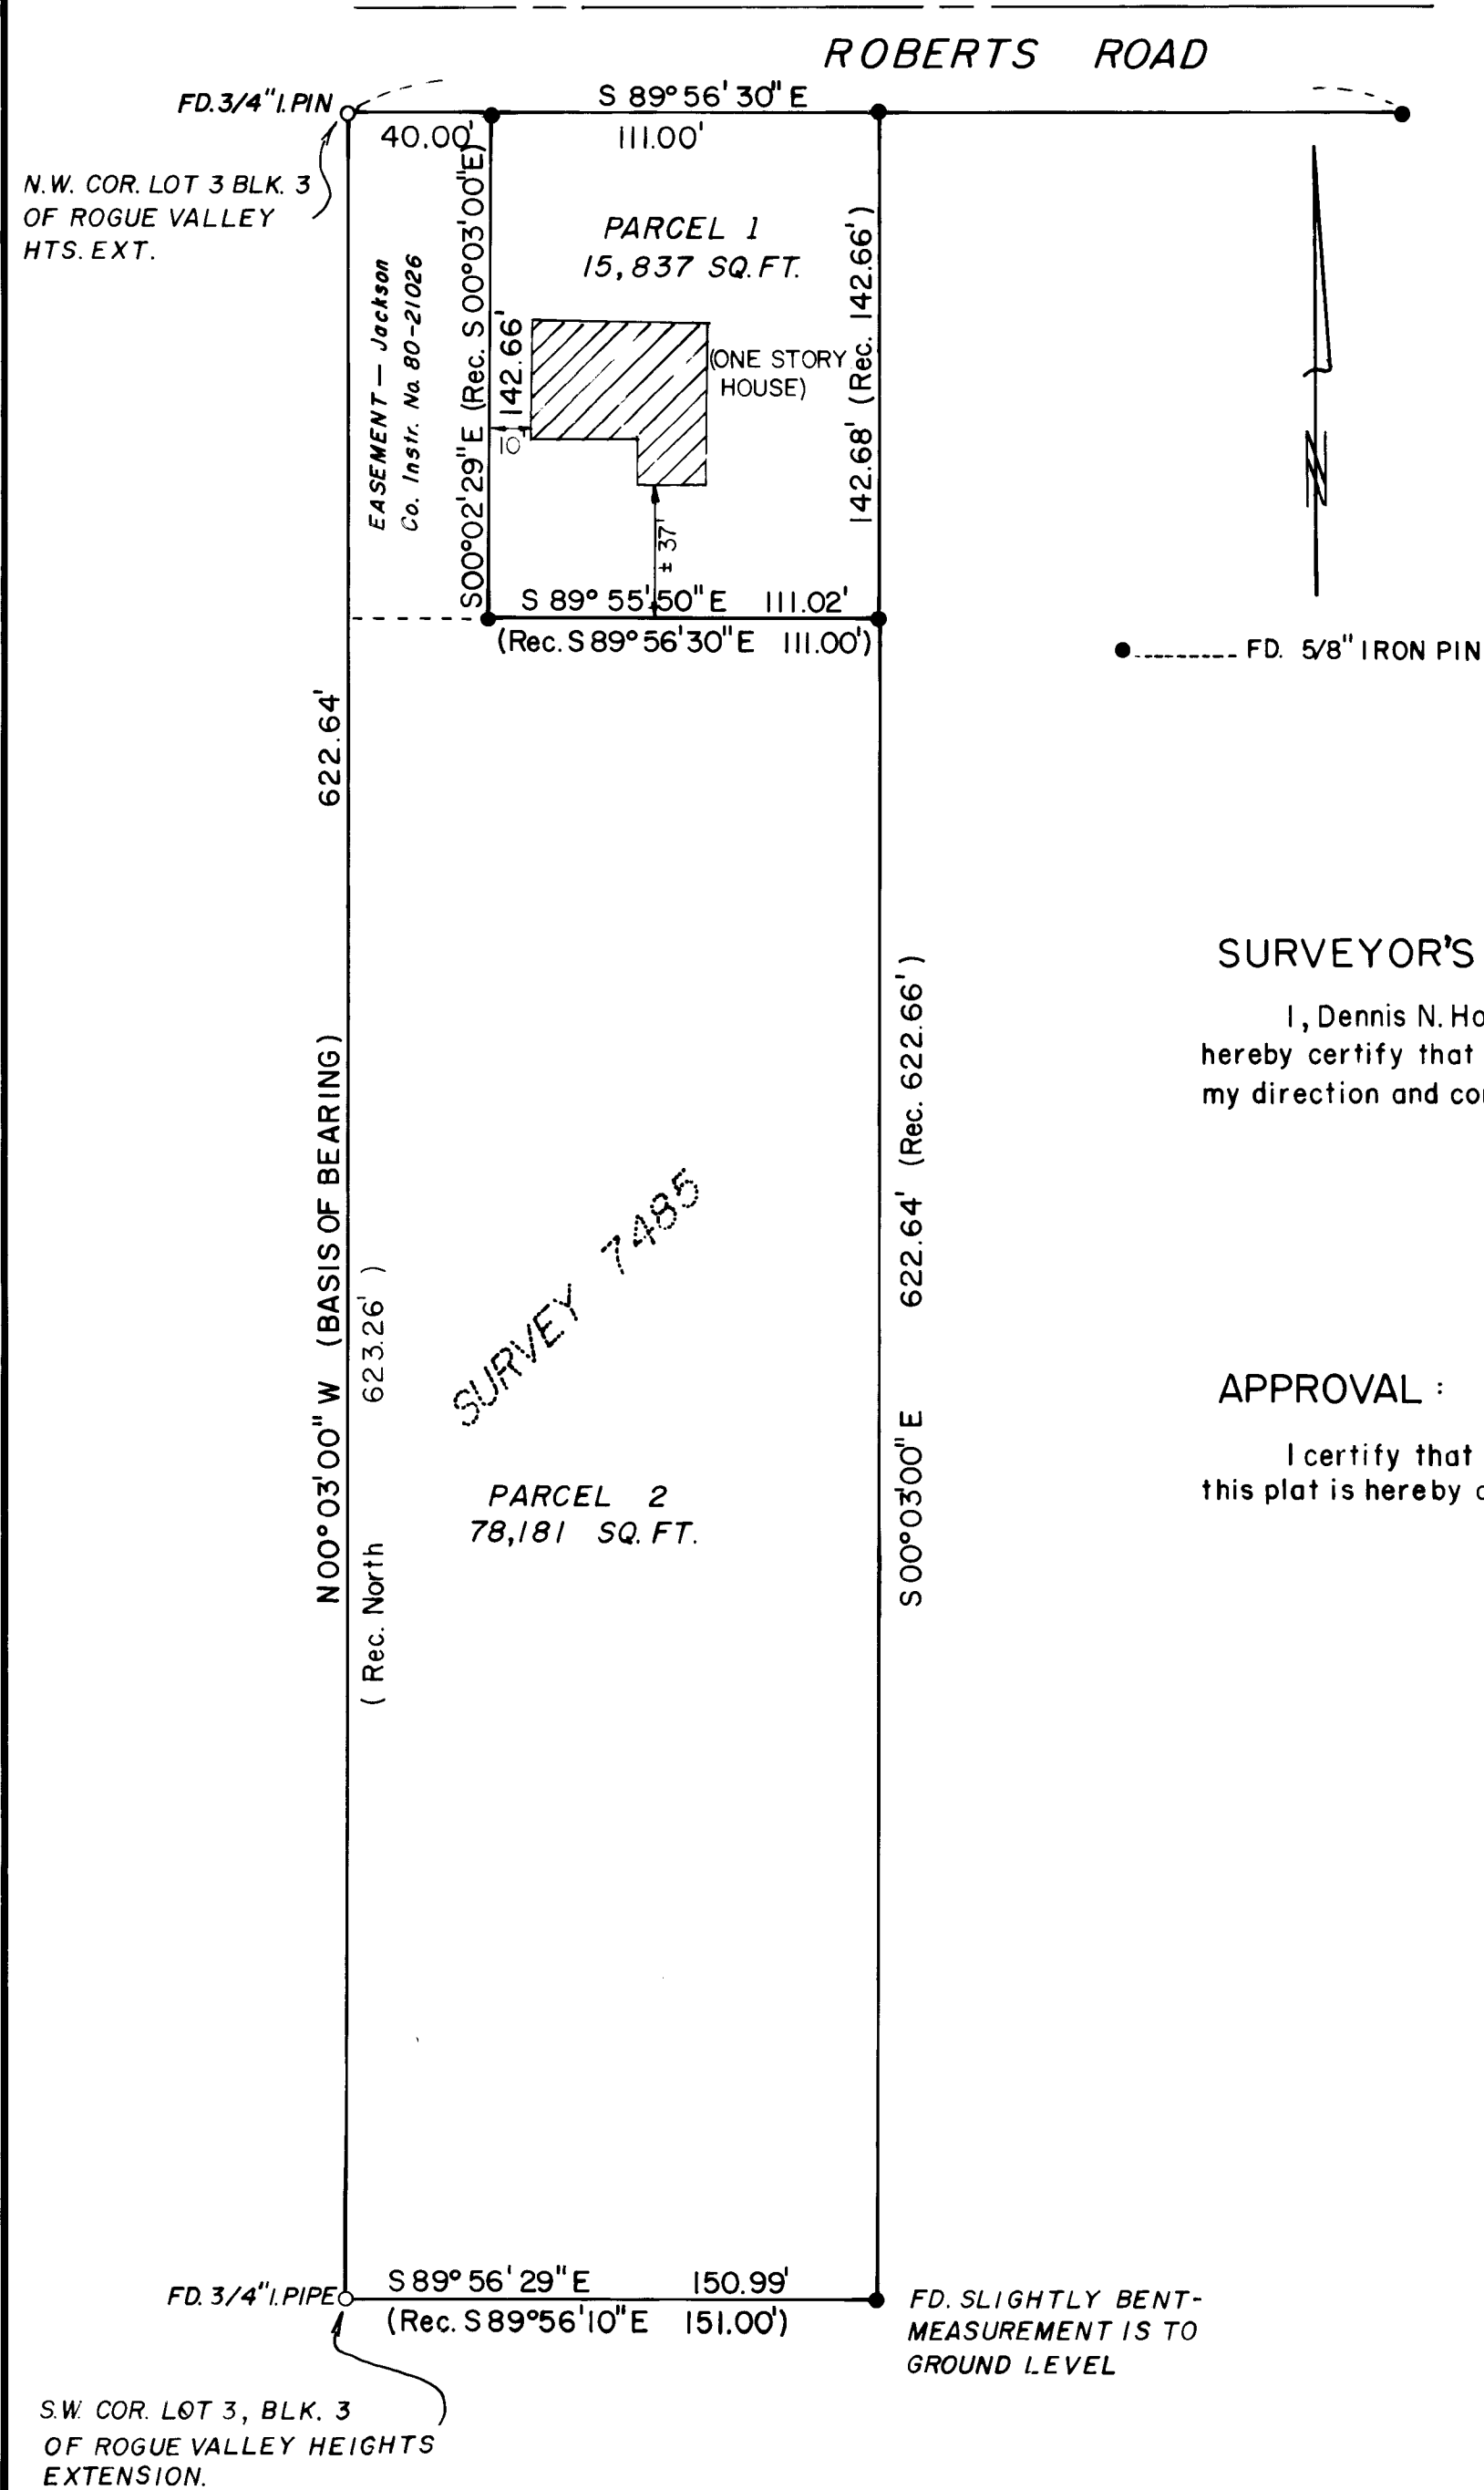 ROBERTS ROAD
FD. 3/4" I. PIN
S 89° 56' 30" E
40.00'
111.00'
N.W. COR. LOT 3 BLK. 3
OF ROGUE VALLEY
HTS. EXT.
PARCEL 1
15,837 SQ. FT.
EASEMENT — Jackson
Co. Instr. No. 80-21026
S00°02'29"E (Rec. S 00°03'00"E)
142.66'
(ONE STORY
HOUSE)
10'
± 37'
142.68' (Rec. 142.66')
N
S 89° 55' 50" E 111.02'
(Rec. S 89° 56' 30" E 111.00')
FD. 5/8" IRON PIN
622.64'
N 00° 03' 00" W (BASIS OF BEARING)
(Rec. North 623.26')
SURVEY 7485
S 00° 03' 00" E 622.64' (Rec. 622.66')
SURVEYOR'S
I, Dennis N. Ho
hereby certify that
my direction and co
PARCEL 2
78,181 SQ. FT.
APPROVAL :
I certify that
this plat is hereby
FD. 3/4" I. PIPE
S 89° 56' 29" E 150.99'
(Rec. S 89° 56' 10" E 151.00')
FD. SLIGHTLY BENT-
MEASUREMENT IS TO
GROUND LEVEL
S.W. COR. LOT 3, BLK. 3
OF ROGUE VALLEY HEIGHTS
EXTENSION.